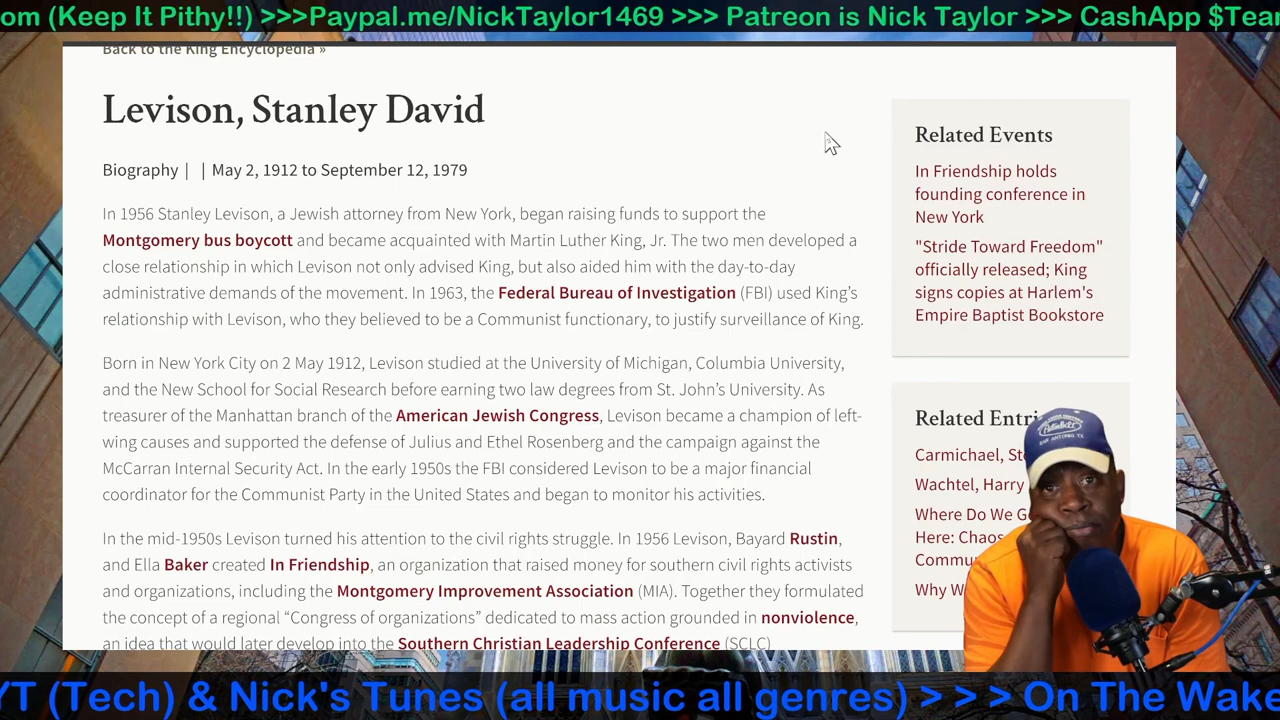 om (Keep It Pithy!!) >>>Paypal.me/NickTaylor1469 >>> Patreon is Nick Taylor >>> CashApp $Tear
Back to the King Encyclopedia »
Levison, Stanley David
Biography | | May 2, 1912 to September 12, 1979
In 1956 Stanley Levison, a Jewish attorney from New York, began raising funds to support the
Montgomery bus boycott and became acquainted with Martin Luther King, Jr. The two men developed a
close relationship in which Levison not only advised King, but also aided him with the day-to-day
administrative demands of the movement. In 1963, the Federal Bureau of Investigation (FBI) used King’s
relationship with Levison, who they believed to be a Communist functionary, to justify surveillance of King.
Born in New York City on 2 May 1912, Levison studied at the University of Michigan, Columbia University,
and the New School for Social Research before earning two law degrees from St. John’s University. As
treasurer of the Manhattan branch of the American Jewish Congress, Levison became a champion of left-
wing causes and supported the defense of Julius and Ethel Rosenberg and the campaign against the
McCarran Internal Security Act. In the early 1950s the FBI considered Levison to be a major financial
coordinator for the Communist Party in the United States and began to monitor his activities.
In the mid-1950s Levison turned his attention to the civil rights struggle. In 1956 Levison, Bayard Rustin,
and Ella Baker created In Friendship, an organization that raised money for southern civil rights activists
and organizations, including the Montgomery Improvement Association (MIA). Together they formulated
the concept of a regional “Congress of organizations” dedicated to mass action grounded in nonviolence,
an idea that would later develop into the Southern Christian Leadership Conference (SCLC)
Related Events
In Friendship holds
founding conference in
New York
"Stride Toward Freedom"
officially released; King
signs copies at Harlem's
Empire Baptist Bookstore
Related Entri
Carmichael, Sto
Wachtel, Harry
Where Do We G
Here: Chaos
Commu
Why W
SAN ANTONIO, TX
YT (Tech) & Nick's Tunes (all music all genres) > > > On The Wake